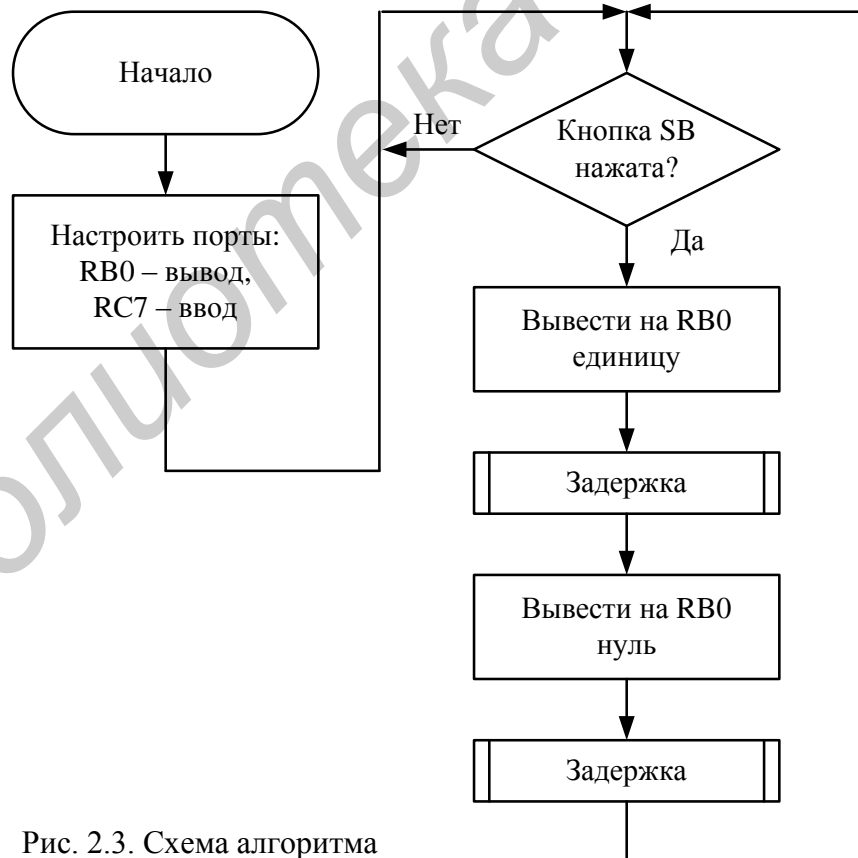 Начало
Настроить порты:
RB0 – вывод,
RC7 – ввод
Нет
Кнопка SB
нажата?
Да
Вывести на RB0
единицу
Задержка
Вывести на RB0
нуль
Задержка
Рис. 2.3. Схема алгоритма